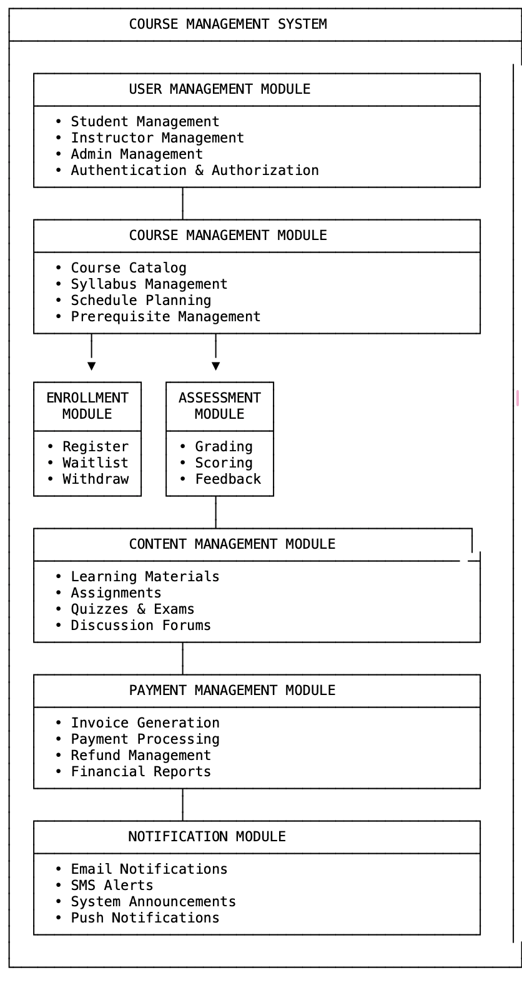 COURSE MANAGEMENT SYSTEM
USER MANAGEMENT MODULE
• Student Management
• Instructor Management
• Admin Management
• Authentication & Authorization
COURSE MANAGEMENT MODULE
• Course Catalog
• Syllabus Management
• Schedule Planning
• Prerequisite Management
ENROLLMENT
MODULE
• Register
• Waitlist
• Withdraw
ASSESSMENT
MODULE
• Grading
• Scoring
• Feedback
CONTENT MANAGEMENT MODULE
• Learning Materials
• Assignments
• Quizzes & Exams
• Discussion Forums
PAYMENT MANAGEMENT MODULE
• Invoice Generation
• Payment Processing
• Refund Management
• Financial Reports
NOTIFICATION MODULE
• Email Notifications
• SMS Alerts
• System Announcements
• Push Notifications